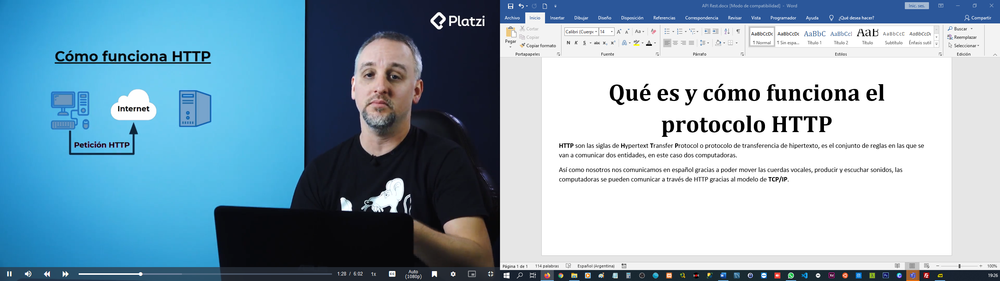 Platzi
Cómo funciona HTTP
Internet
Petición HTTP
1:28 / 6:02
1x
CC
Auto
(1080p)
API Rest.docx [Modo de compatibilidad] - Word
Inic. ses.
Archivo
Inicio
Insertar
Dibujar
Diseño
Disposición
Referencias
Correspondencia
Revisar
Vista
Programador
Ayuda
¿Qué desea hacer?
Compartir
Pegar
Cortar
Copiar
Copiar formato
Portapapeles
Calibri (Cuerpo
14
Aa
N K S abc x₂ x²
Fuente
Párrafo
AaBbCcDc
¶ Normal
AaBbCcDc
¶ Sin espa...
AaBbC
Título 1
AaBbCcI
Título 2
AaB
Título
AaBbCcD
Subtítulo
AaBbCcDc
Énfasis sutil
Estilos
Buscar
Reemplazar
Seleccionar
Edición
Qué es y cómo funciona el
protocolo HTTP
HTTP son las siglas de Hypertext Transfer Protocol o protocolo de transferencia de hipertexto, es el conjunto de reglas en las que se
van a comunicar dos entidades, en este caso dos computadoras.
Así como nosotros nos comunicamos en español gracias a poder mover las cuerdas vocales, producir y escuchar sonidos, las
computadoras se pueden comunicar a través de HTTP gracias al modelo de TCP/IP.
Página 1 de 1
114 palabras
Español (Argentina)
100%
19:26